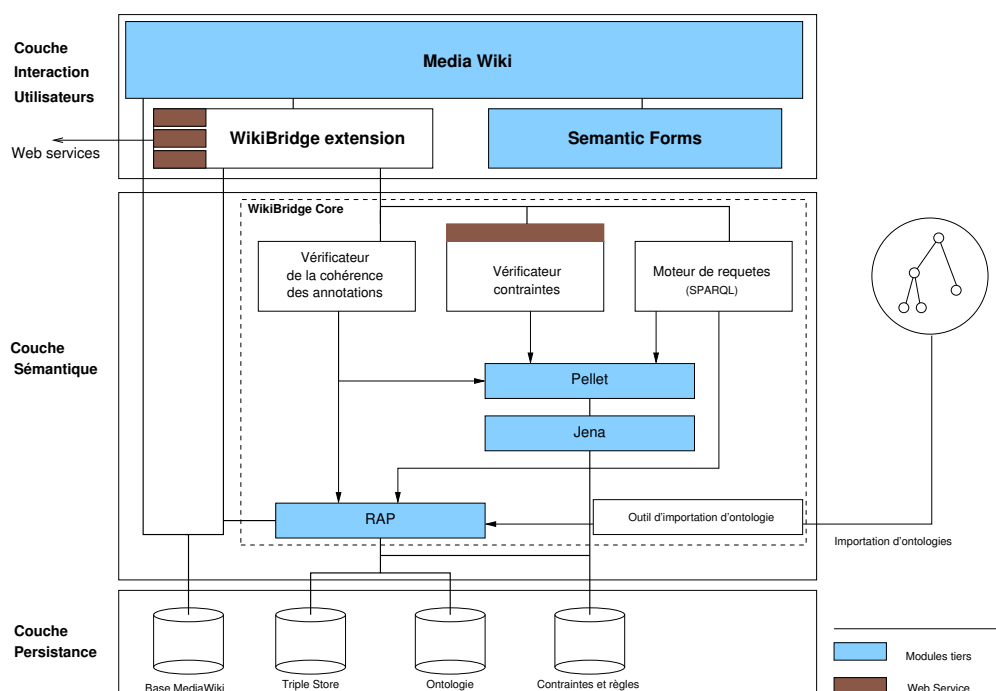 Couche
Interaction
Utilisateurs
Media Wiki
WikiBridge extension
Semantic Forms
Web services
WikiBridge Core
Vérificateur
de la cohérence
des annotations
Vérificateur
contraintes
Moteur de requetes
(SPARQL)
Couche
Sémantique
Pellet
Jena
RAP
Outil d'importation d'ontologie
Importation d'ontologies
Couche
Persistance
Base MediaWiki
Triple Store
Ontologie
Contraintes et règles
Modules tiers
Web Service